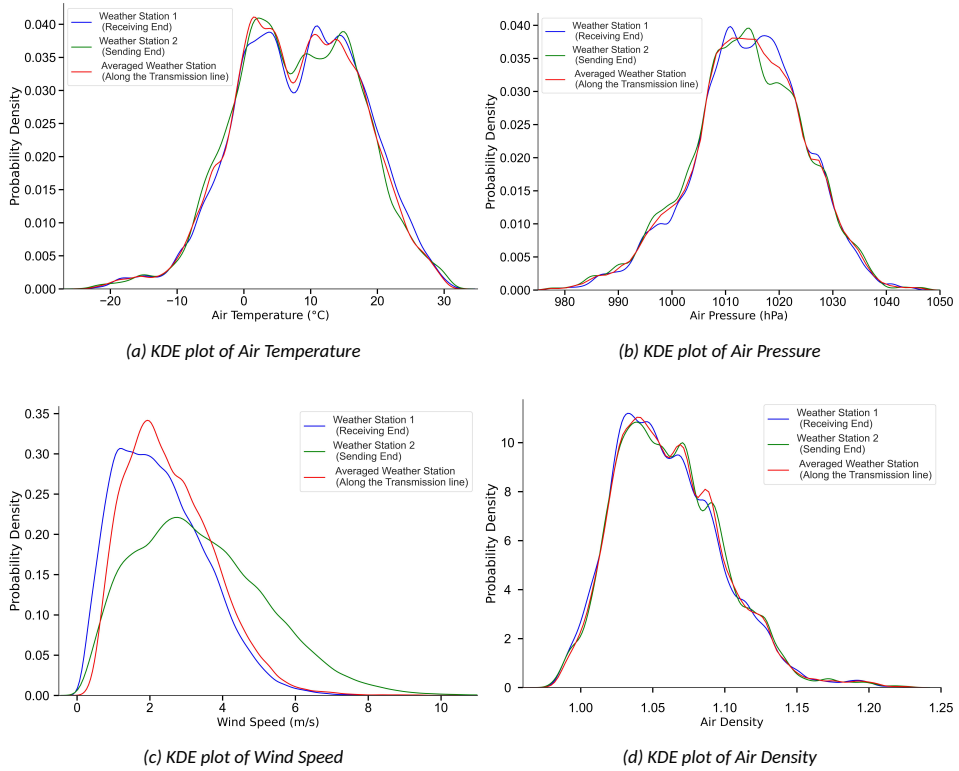 Weather Station 1
(Receiving End)
Weather Station 2
(Sending End)
Averaged Weather Station
(Along the Transmission line)
Probability Density
0.040
0.035
0.030
0.025
0.020
0.015
0.010
0.005
0.000
−20 −10 0 10 20 30
Air Temperature (°C)
(a) KDE plot of Air Temperature
Weather Station 1
(Receiving End)
Weather Station 2
(Sending End)
Averaged Weather Station
(Along the Transmission line)
Probability Density
0.040
0.035
0.030
0.025
0.020
0.015
0.010
0.005
0.000
980 990 1000 1010 1020 1030 1040 1050
Air Pressure (hPa)
(b) KDE plot of Air Pressure
Weather Station 1
(Receiving End)
Weather Station 2
(Sending End)
Averaged Weather Station
(Along the Transmission line)
Probability Density
0.35
0.30
0.25
0.20
0.15
0.10
0.05
0.00
0 2 4 6 8 10
Wind Speed (m/s)
(c) KDE plot of Wind Speed
Weather Station 1
(Receiving End)
Weather Station 2
(Sending End)
Averaged Weather Station
(Along the Transmission line)
Probability Density
10
8
6
4
2
0
1.00 1.05 1.10 1.15 1.20 1.25
Air Density
(d) KDE plot of Air Density